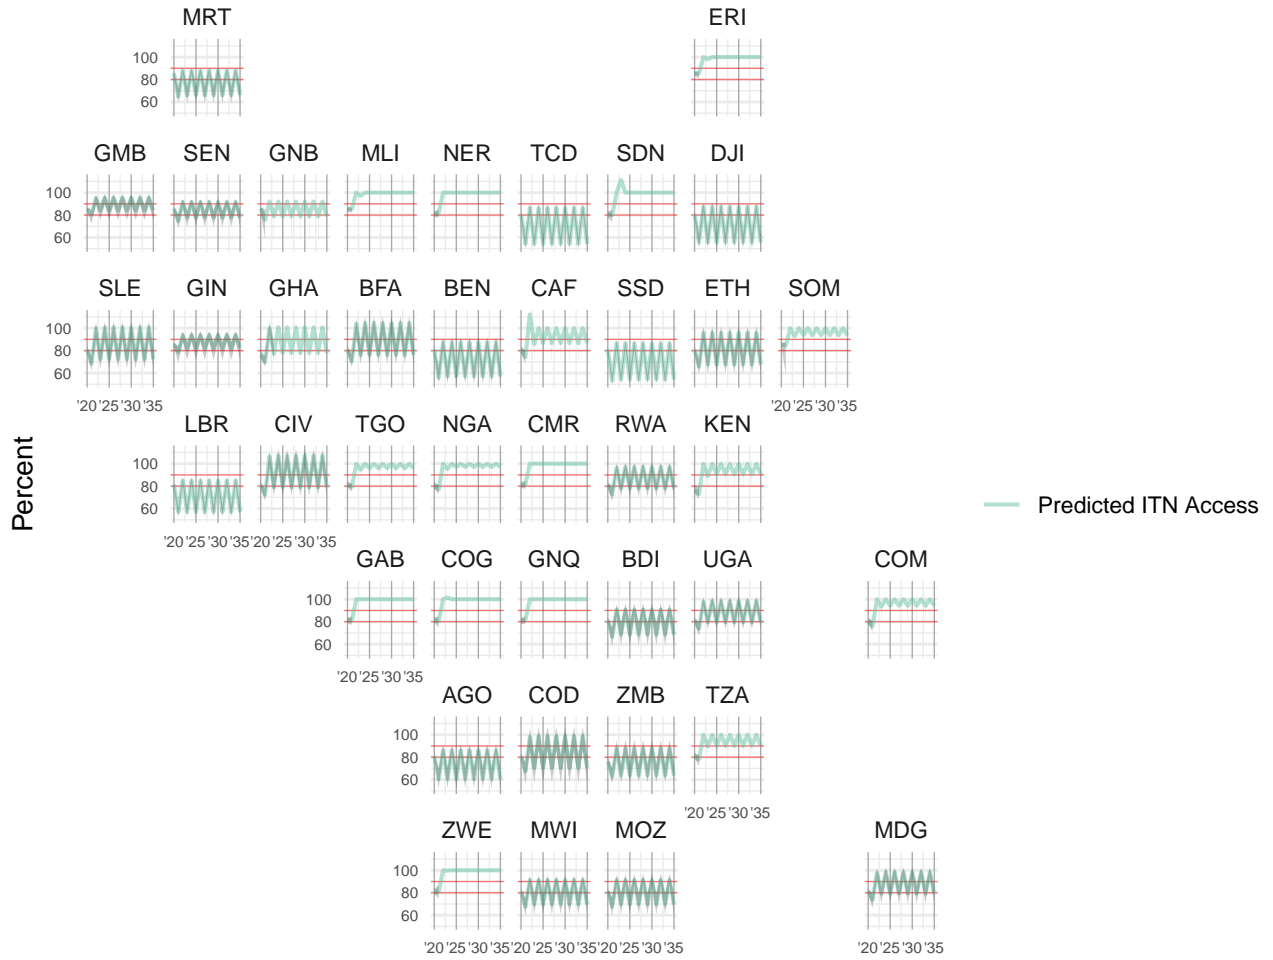 MRT ERI
100
80
60
GMB SEN GNB MLI NER TCD SDN DJI
100
80
60
SLE GIN GHA BFA BEN CAF SSD ETH SOM
100
80
60
'20 '25 '30 '35 '20 '25 '30 '35
LBR CIV TGO NGA CMR RWA KEN
100
80
60
'20 '25 '30 '35 '20 '25 '30 '35
GAB COG GNQ BDI UGA COM
100
80
60
'20 '25 '30 '35
AGO COD ZMB TZA
100
80
60
'20 '25 '30 '35
ZWE MWI MOZ MDG
100
80
60
'20 '25 '30 '35 '20 '25 '30 '35 '20 '25 '30 '35 '20 '25 '30 '35
Percent
Predicted ITN Access